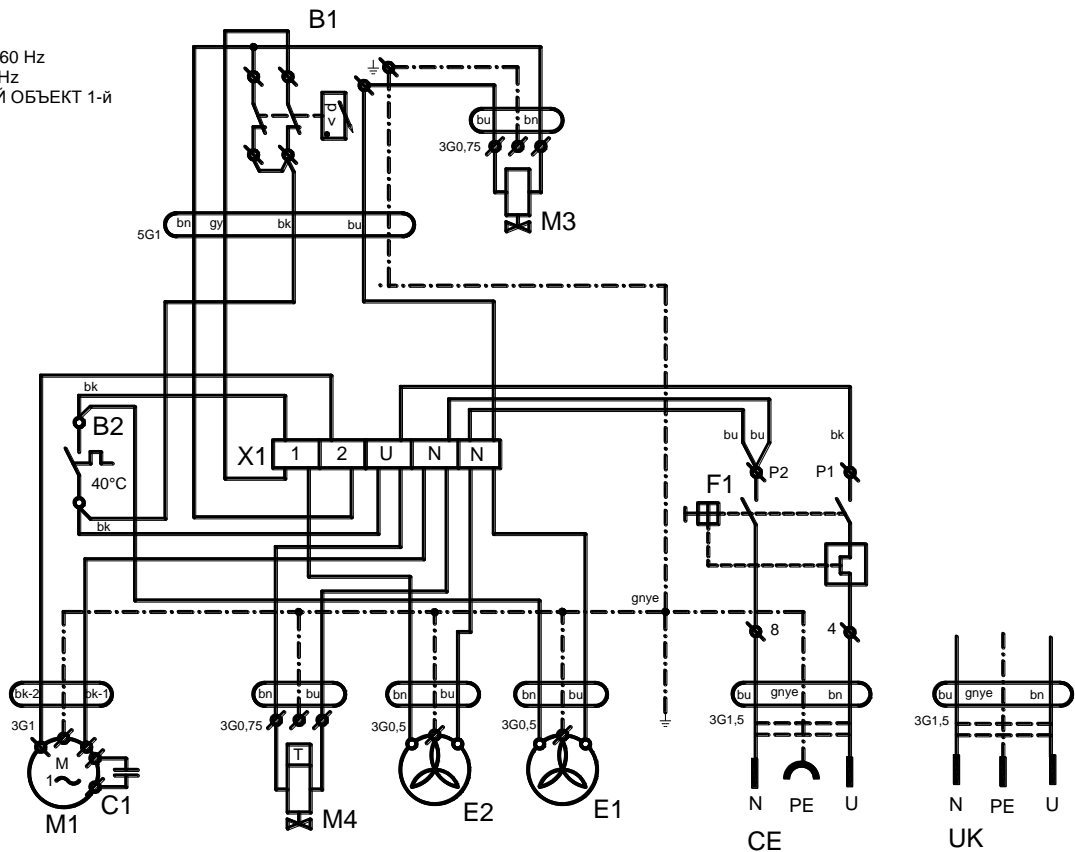 B1
60 Hz
Hz
Й ОБЪЕКТ 1-й
v d
bu bn
3G0,75
M3
bn gy bk bu
5G1
bk
B2
40°C
bk
X1 1 2 U N N
bu bu bk
P2 P1
F1
gnye
8 4
bk-2 bk-1
3G1
M
1
C1
M1
bn bu
3G0,75
T
M4
bn bu
3G0,5
E2
bn bu
3G0,5
E1
bu gnye bn
3G1,5
N PE U
CE
bu gnye bn
3G1,5
N PE U
UK